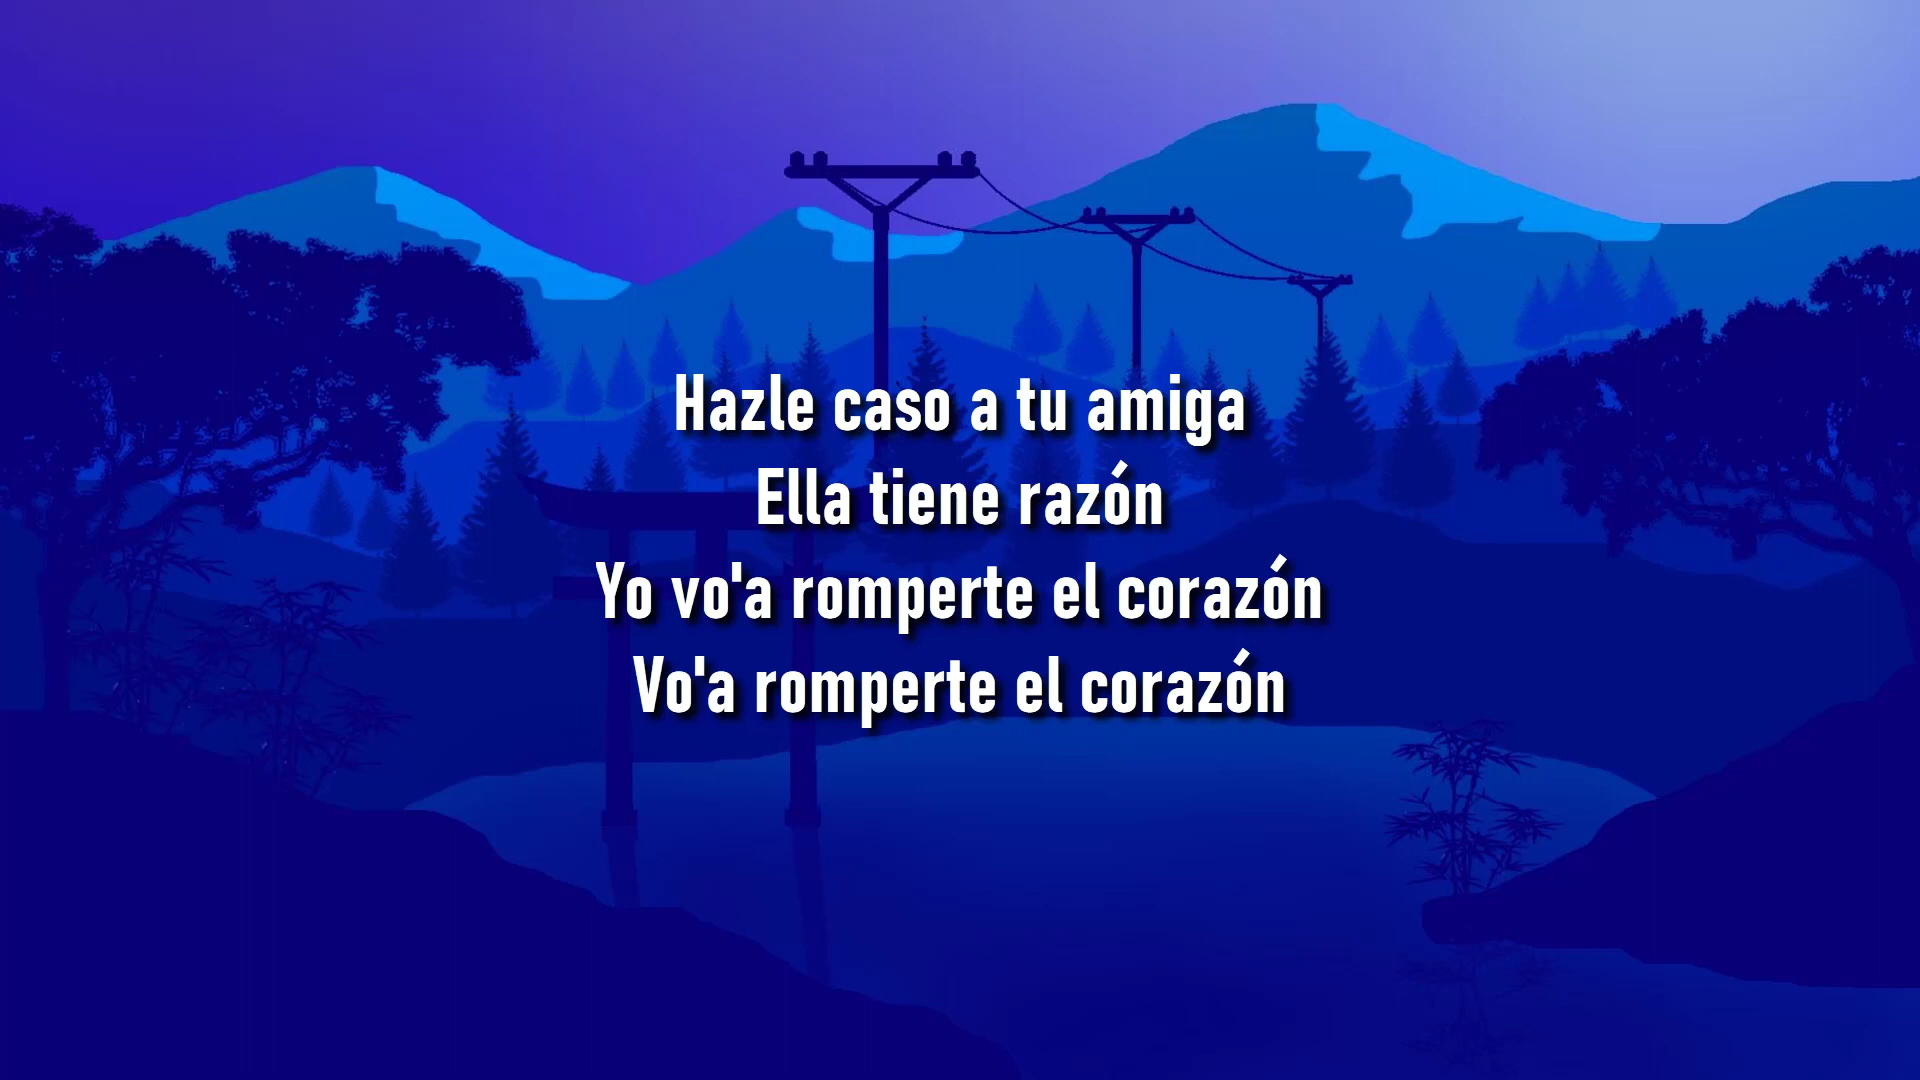 Hazle caso a tu amiga
Ella tiene razón
Yo vo'a romperte el corazón
Vo'a romperte el corazón